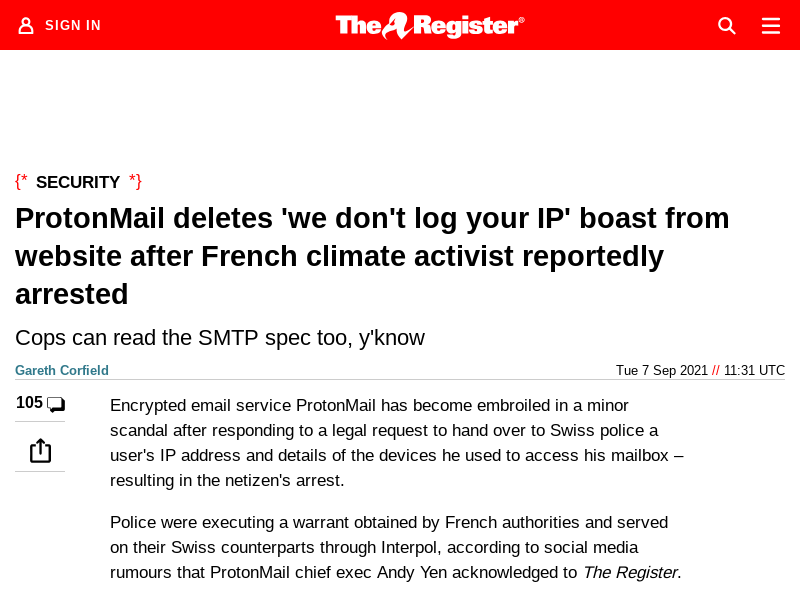 SIGN IN
The Register®
{* SECURITY *}
ProtonMail deletes 'we don't log your IP' boast from
website after French climate activist reportedly
arrested
Cops can read the SMTP spec too, y'know
Gareth Corfield
Tue 7 Sep 2021 // 11:31 UTC
105
Encrypted email service ProtonMail has become embroiled in a minor
scandal after responding to a legal request to hand over to Swiss police a
user's IP address and details of the devices he used to access his mailbox –
resulting in the netizen's arrest.
Police were executing a warrant obtained by French authorities and served
on their Swiss counterparts through Interpol, according to social media
rumours that ProtonMail chief exec Andy Yen acknowledged to The Register.